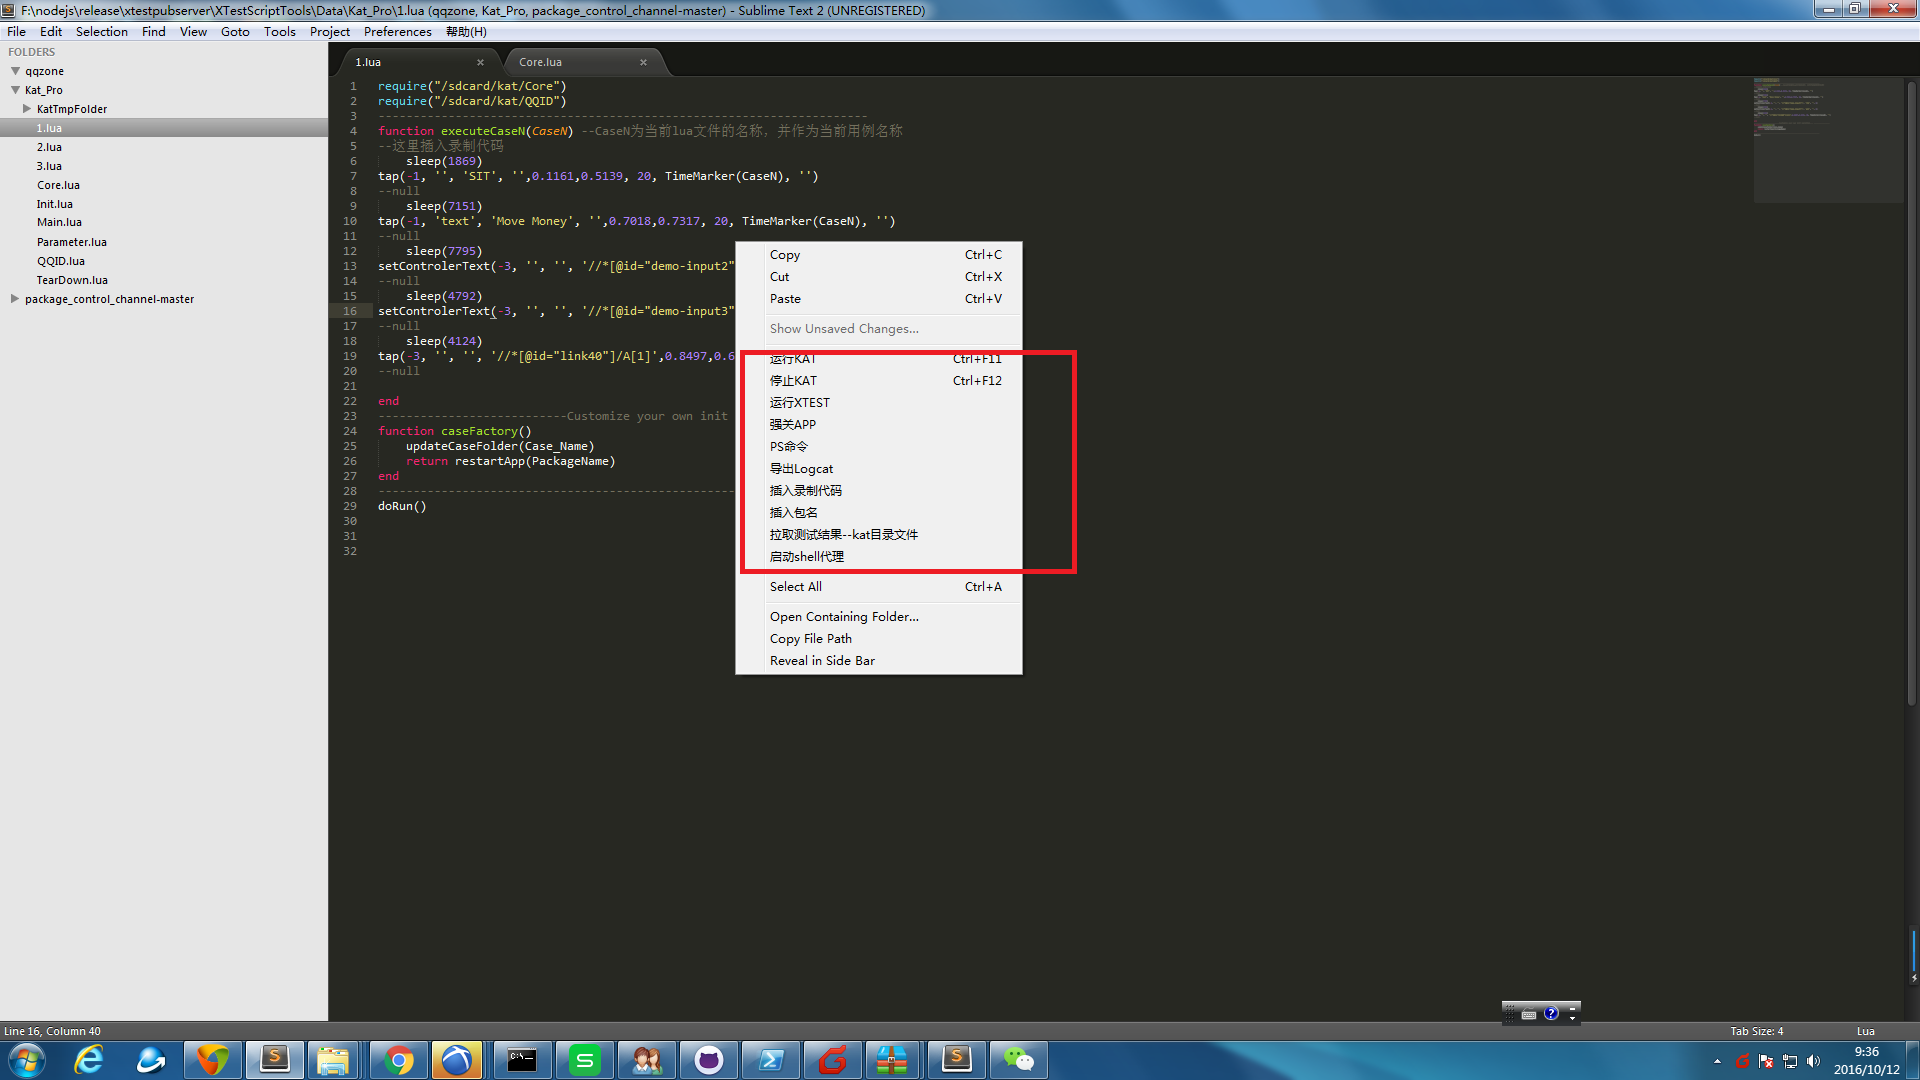 F:\nodejs\release\xtestpubserver\XTestScriptTools\Data\Kat_Pro\1.lua (qqzone, Kat_Pro, package_control_channel-master) - Sublime Text 2 (UNREGISTERED)
File Edit Selection Find View Goto Tools Project Preferences 帮助(H)
FOLDERS
qqzone
Kat_Pro
KatTmpFolder
1.lua
2.lua
3.lua
Core.lua
Init.lua
Main.lua
Parameter.lua
QQID.lua
TearDown.lua
package_control_channel-master
1.lua Core.lua
1 require("/sdcard/kat/Core")
2 require("/sdcard/kat/QQID")
3 ----------------------------------------------------------------------
4 function executeCaseN(CaseN) --CaseN为当前lua文件的名称，并作为当前用例名称
5 --这里插入录制代码
6 sleep(1869)
7 tap(-1, '', 'SIT', '',0.1161,0.5139, 20, TimeMarker(CaseN), '')
8 --null
9 sleep(7151)
10 tap(-1, 'text', 'Move Money', '',0.7018,0.7317, 20, TimeMarker(CaseN), '')
11 --null
12 sleep(7795)
13 setControlerText(-3, '', '', '//*[@id="demo-input2"
14 --null
15 sleep(4792)
16 setControlerText(-3, '', '', '//*[@id="demo-input3"
17 --null
18 sleep(4124)
19 tap(-3, '', '', '//*[@id="link40"]/A[1]',0.8497,0.6
20 --null
21
22 end
23 ---------------------------Customize your own init
24 function caseFactory()
25 updateCaseFolder(Case_Name)
26 return restartApp(PackageName)
27 end
28 ---------------------------------------------------
29 doRun()
30
31
32
Copy Ctrl+C
Cut Ctrl+X
Paste Ctrl+V
Show Unsaved Changes...
运行KAT Ctrl+F11
停止KAT Ctrl+F12
运行XTEST
强关APP
PS命令
导出Logcat
插入录制代码
插入包名
拉取测试结果--kat目录文件
启动shell代理
Select All Ctrl+A
Open Containing Folder...
Copy File Path
Reveal in Side Bar
Line 16, Column 40 Tab Size: 4 Lua
9:36
2016/10/12